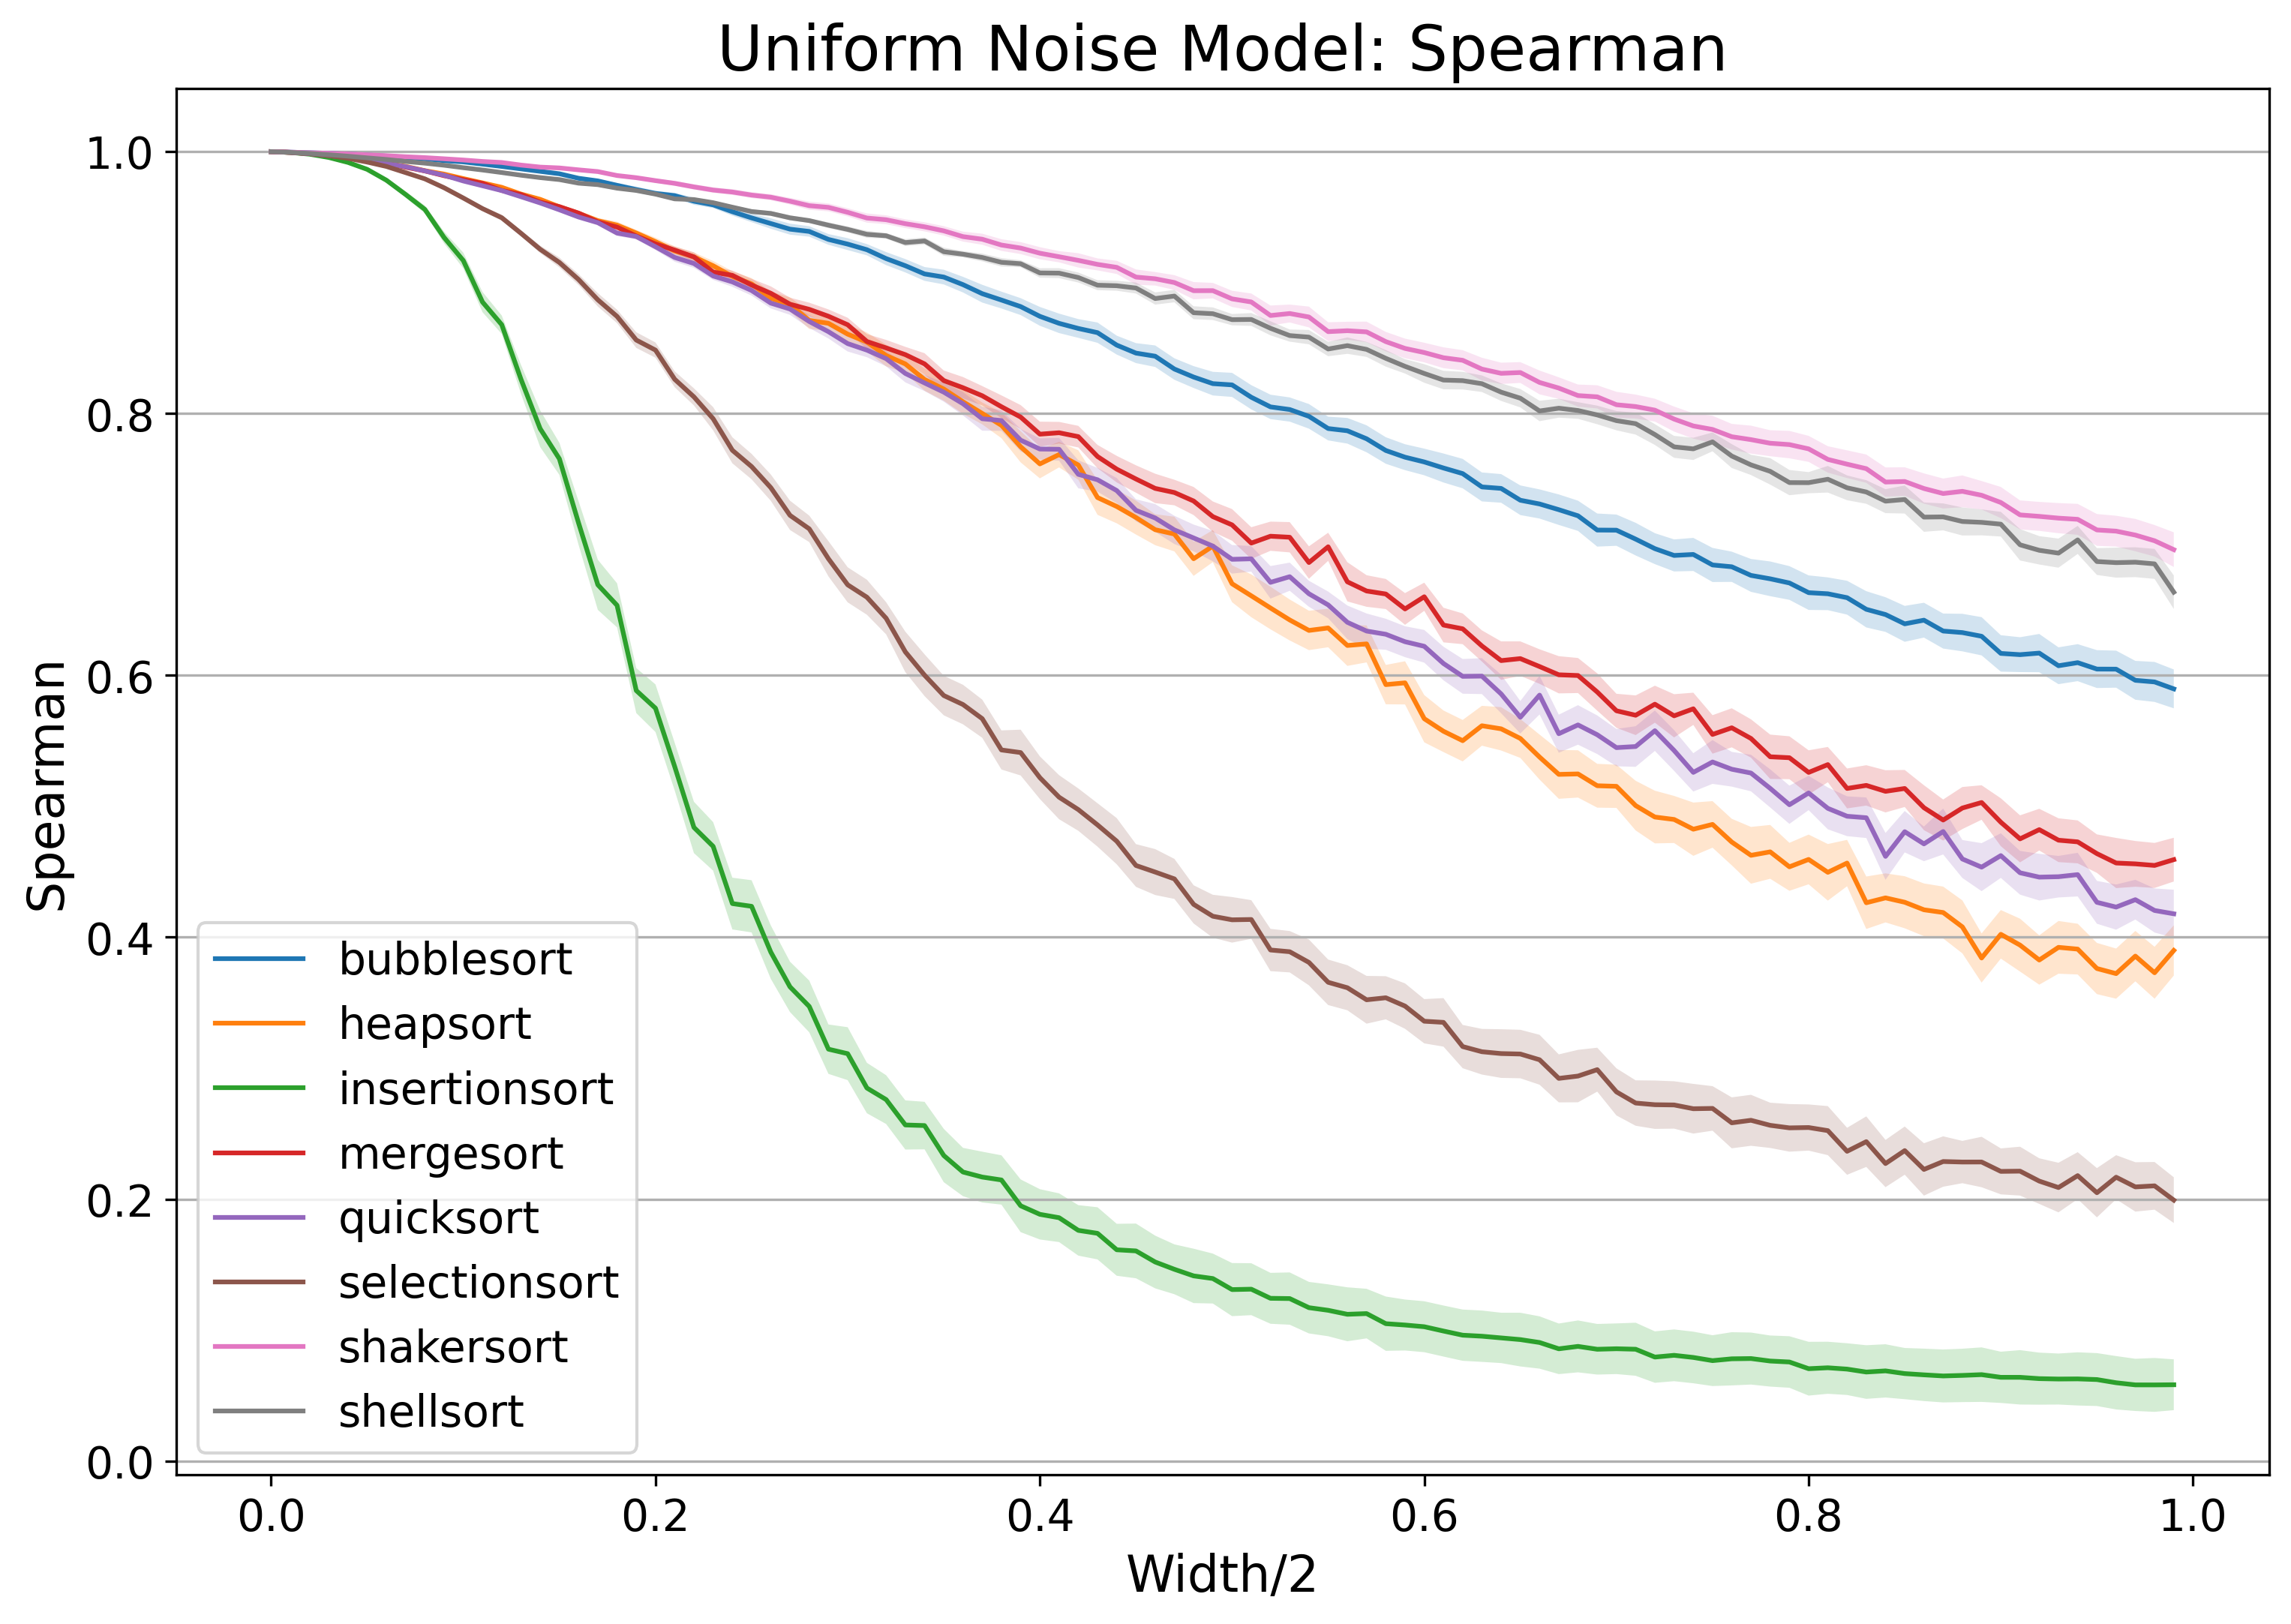 Uniform Noise Model: Spearman
Spearman
1.0
0.8
0.6
0.4
0.2
0.0
bubblesort
heapsort
insertionsort
mergesort
quicksort
selectionsort
shakersort
shellsort
0.0 0.2 0.4 0.6 0.8 1.0
Width/2